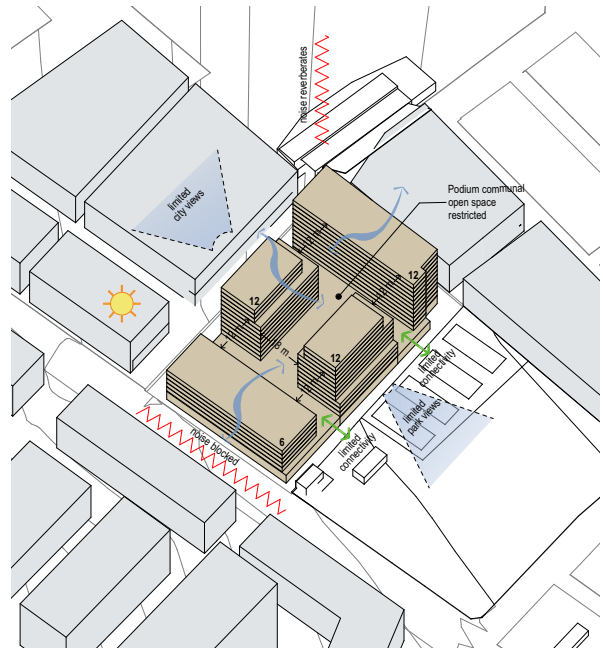 noise reverberates
limited
city views
Podium communal
open space
restricted
12
12
12
6
limited
connectivity
limited
park views
limited
connectivity
noise blocked